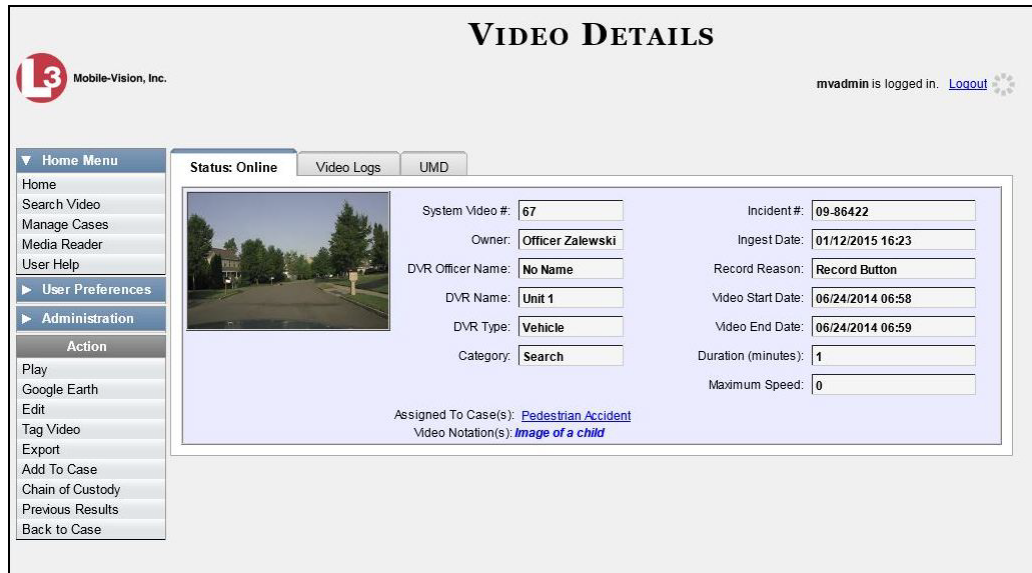 VIDEO DETAILS
L3 Mobile-Vision, Inc.
mvadmin is logged in. Logout
▼ Home Menu
Home
Search Video
Manage Cases
Media Reader
User Help
▶ User Preferences
▶ Administration
Action
Play
Google Earth
Edit
Tag Video
Export
Add To Case
Chain of Custody
Previous Results
Back to Case
Status: Online Video Logs UMD
System Video #: 67
Owner: Officer Zalewski
DVR Officer Name: No Name
DVR Name: Unit 1
DVR Type: Vehicle
Category: Search
Incident #: 09-86422
Ingest Date: 01/12/2015 16:23
Record Reason: Record Button
Video Start Date: 06/24/2014 06:58
Video End Date: 06/24/2014 06:59
Duration (minutes): 1
Maximum Speed: 0
Assigned To Case(s): Pedestrian Accident
Video Notation(s): Image of a child